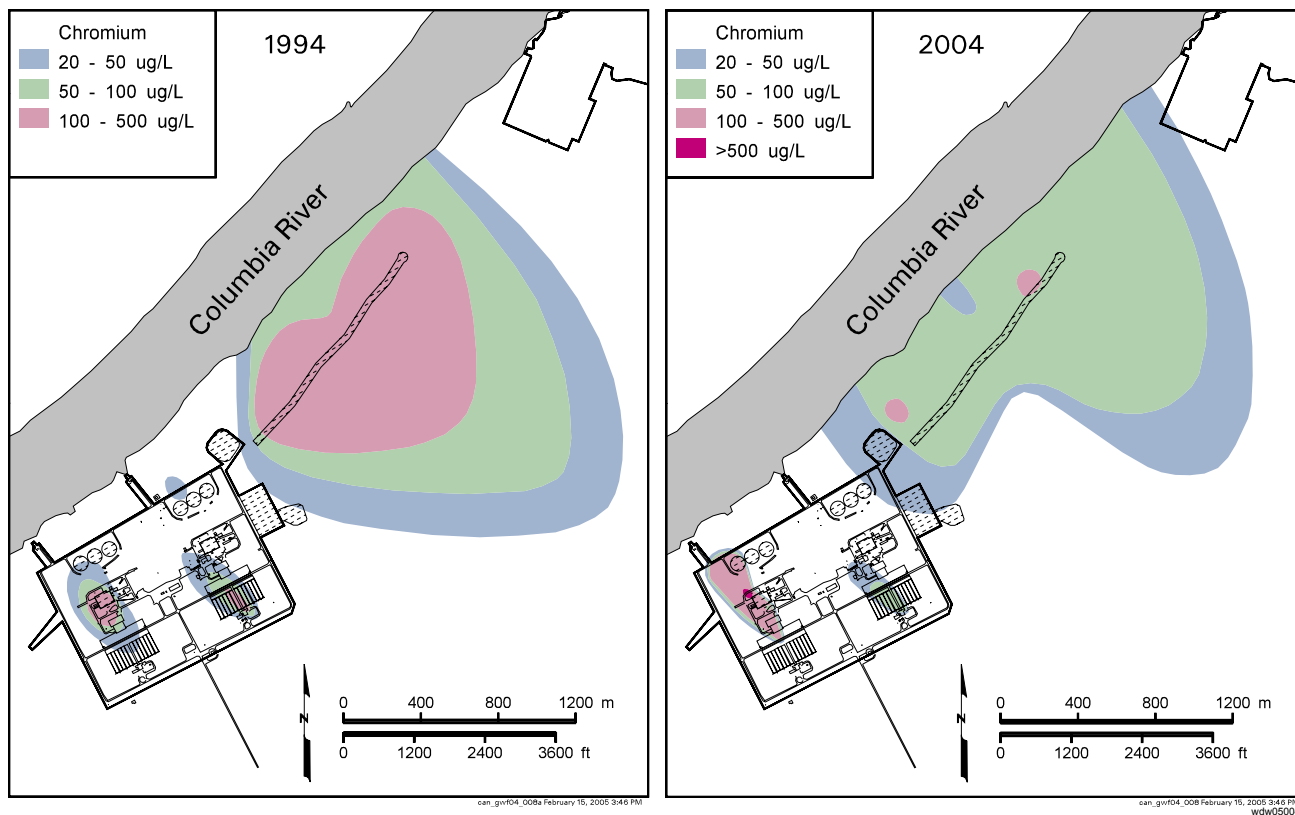 Chromium
20 - 50 ug/L
50 - 100 ug/L
100 - 500 ug/L
1994
Columbia River
N
0 400 800 1200 m
0 1200 2400 3600 ft
can_gwf04_008a February 15, 2005 3:46 PM
Chromium
20 - 50 ug/L
50 - 100 ug/L
100 - 500 ug/L
>500 ug/L
2004
Columbia River
N
0 400 800 1200 m
0 1200 2400 3600 ft
can_gwf04_008 February 15, 2005 3:46 PM
wdw0500